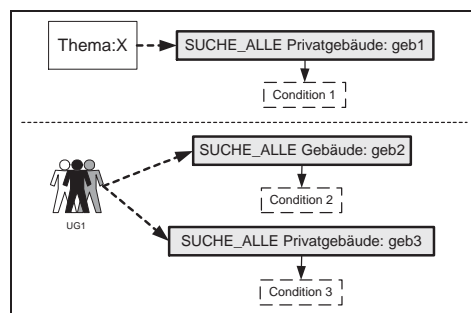 Thema:X
SUCHE_ALLE Privatgebäude: geb1
Condition 1
SUCHE_ALLE Gebäude: geb2
Condition 2
UG1
SUCHE_ALLE Privatgebäude: geb3
Condition 3